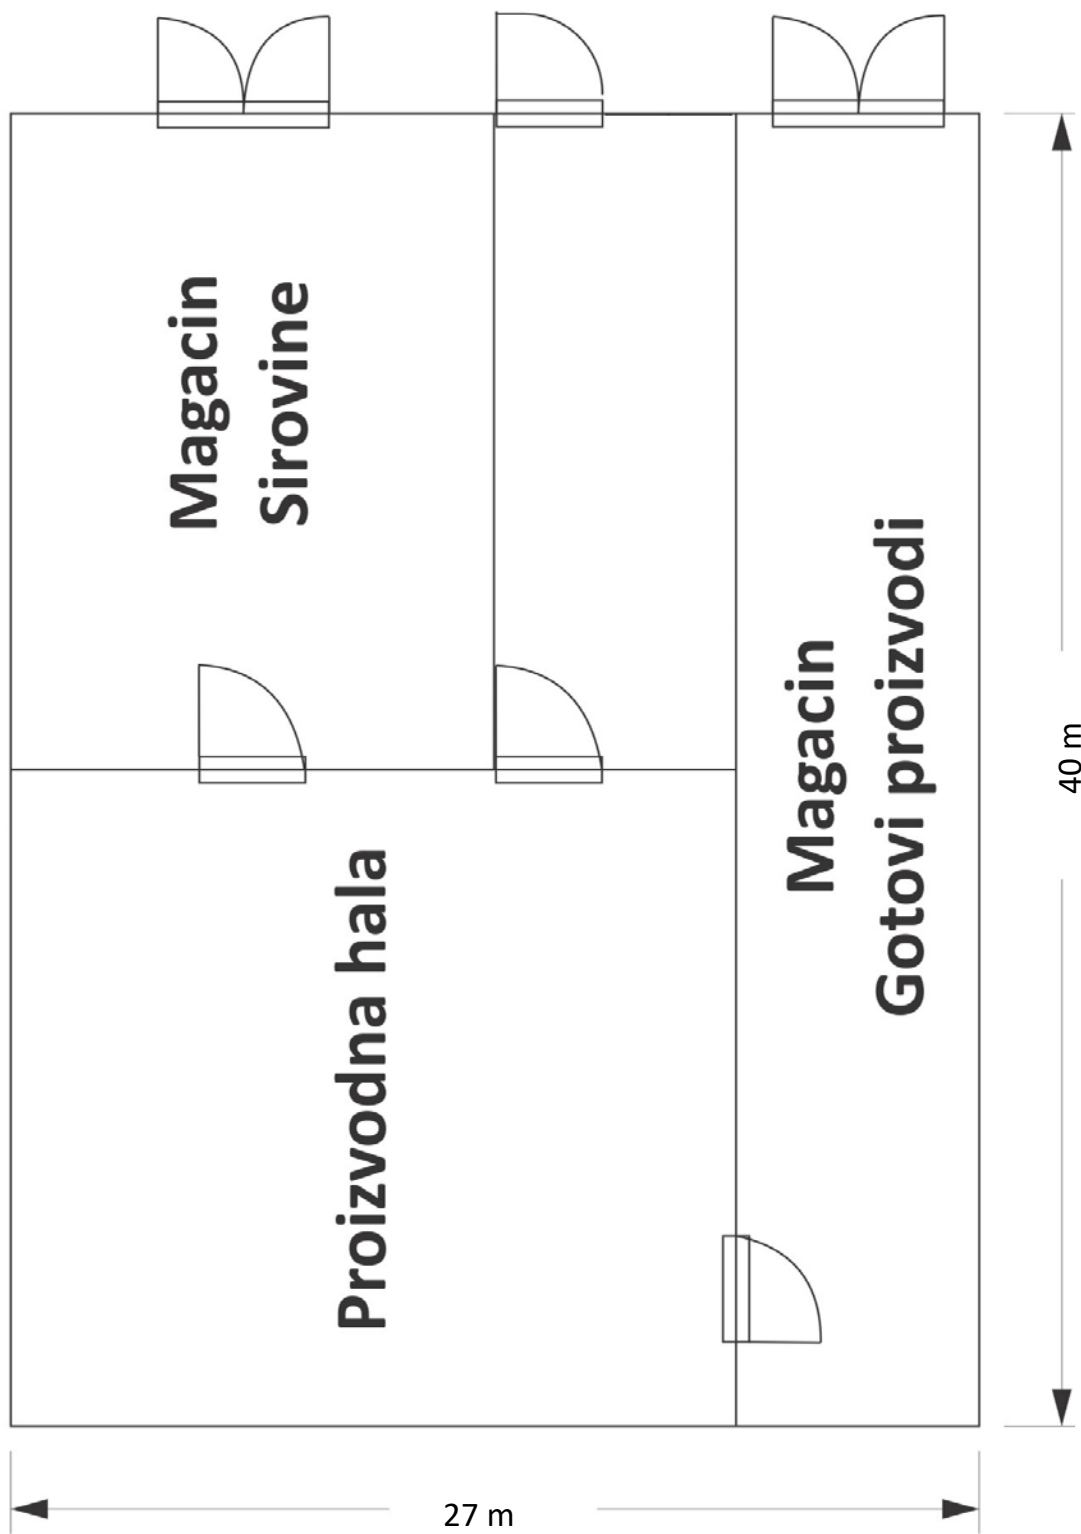 Magacin
Sirovine
Magacin
Gotovi proizvodi
Proizvodna hala
40 m
27 m